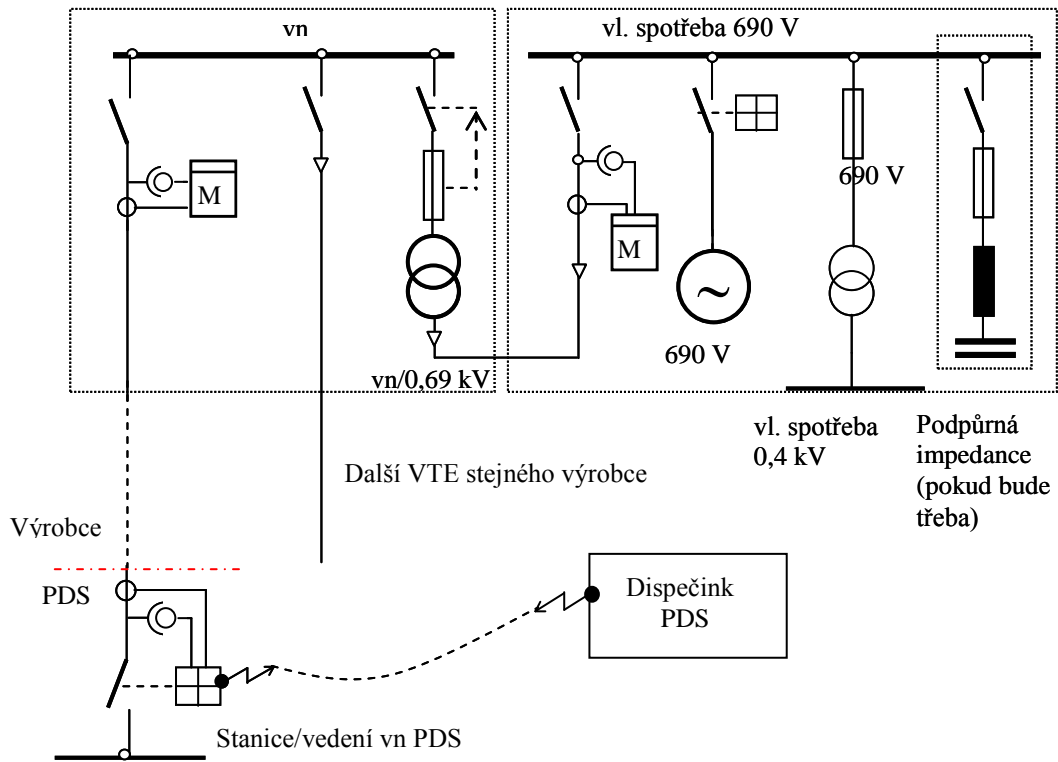 vn
vl. spotřeba 690 V
M
690 V
M
690 V
vn/0,69 kV
vl. spotřeba
0,4 kV
Podpůrná
impedance
(pokud bude
třeba)
Další VTE stejného výrobce
Výrobce
PDS
Dispečink
PDS
Stanice/vedení vn PDS